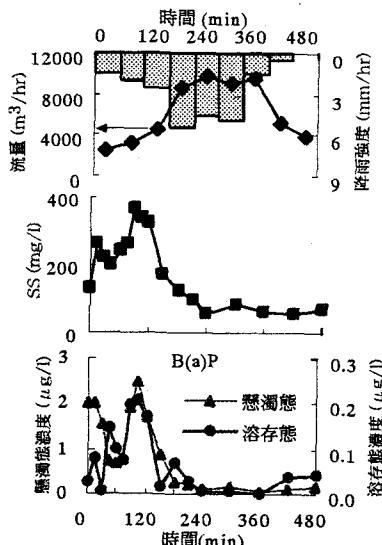 時間 (min)
0 120 240 360 480
12000
8000
4000
0
流量 (m³/hr)
0
3
6
9
降雨強度 (mm/hr)
400
200
0
SS (mg/l)
B(a)P
3
2
1
0
懸濁態濃度 (μg/l)
懸濁態
溶存態
0.3
0.2
0.1
0.0
溶存態濃度 (μg/l)
0 120 240 360 480
時間(min)